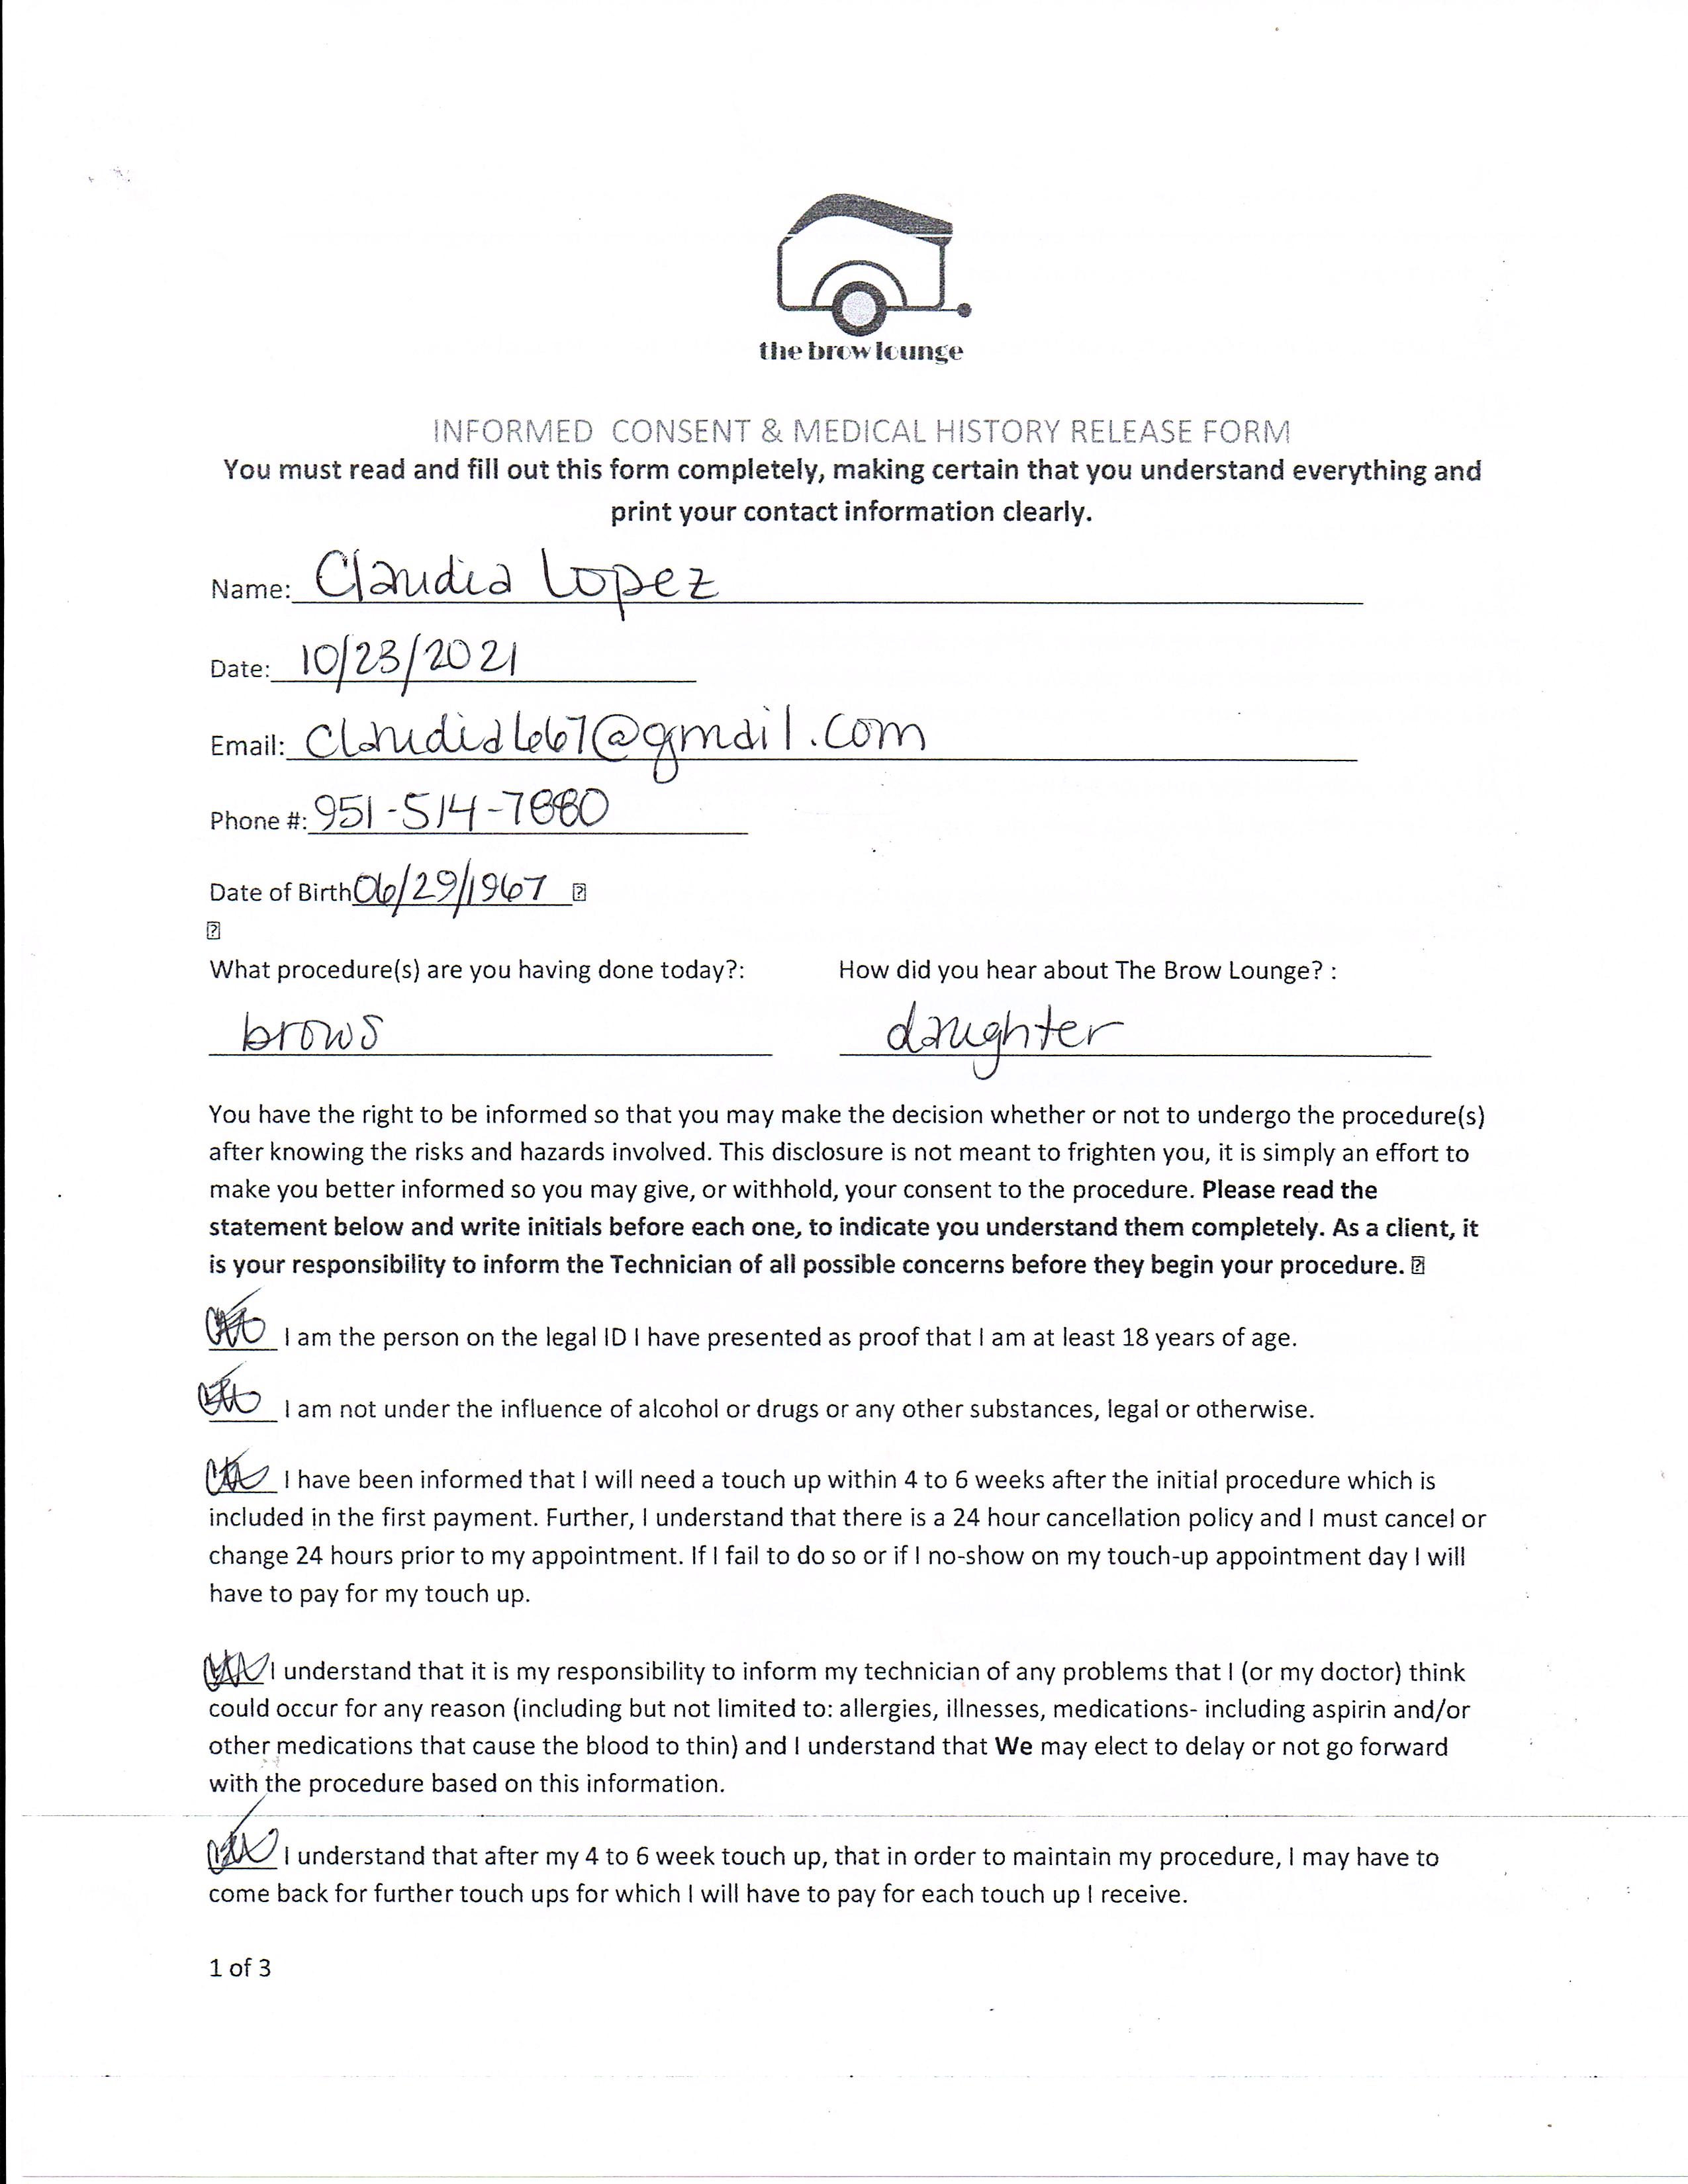 the brow lounge
INFORMED CONSENT & MEDICAL HISTORY RELEASE FORM
You must read and fill out this form completely, making certain that you understand everything and
print your contact information clearly.
Name: Claudia Lopez
Date: 10/23/2021
Email: @gmail.com
Phone #: 951-514-7880
Date of Birth 06/29/1967
What procedure(s) are you having done today?: How did you hear about The Brow Lounge? :
brows daughter
You have the right to be informed so that you may make the decision whether or not to undergo the procedure(s)
after knowing the risks and hazards involved. This disclosure is not meant to frighten you, it is simply an effort to
make you better informed so you may give, or withhold, your consent to the procedure. Please read the
statement below and write initials before each one, to indicate you understand them completely. As a client, it
is your responsibility to inform the Technician of all possible concerns before they begin your procedure.
I am the person on the legal ID I have presented as proof that I am at least 18 years of age.
I am not under the influence of alcohol or drugs or any other substances, legal or otherwise.
I have been informed that I will need a touch up within 4 to 6 weeks after the initial procedure which is
included in the first payment. Further, I understand that there is a 24 hour cancellation policy and I must cancel or
change 24 hours prior to my appointment. If I fail to do so or if I no-show on my touch-up appointment day I will
have to pay for my touch up.
I understand that it is my responsibility to inform my technician of any problems that I (or my doctor) think
could occur for any reason (including but not limited to: allergies, illnesses, medications- including aspirin and/or
other medications that cause the blood to thin) and I understand that We may elect to delay or not go forward
with the procedure based on this information.
I understand that after my 4 to 6 week touch up, that in order to maintain my procedure, I may have to
come back for further touch ups for which I will have to pay for each touch up I receive.
1 of 3